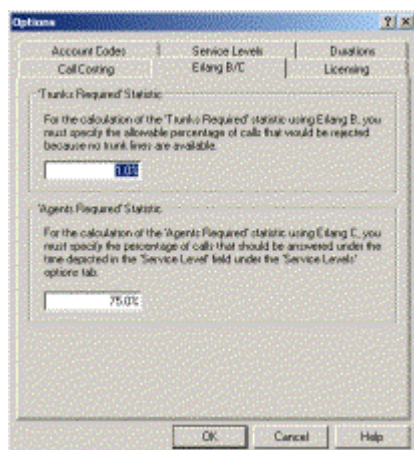 Options
Account Codes Service Levels Durations
Call Costing Erlang B/C Licensing
'Trunks Required' Statistic
For the calculation of the 'Trunks Required' statistic using Erlang B, you
must specify the allowable percentage of calls that would be rejected
because no trunk lines are available.
1.0%
'Agents Required' Statistic
For the calculation of the 'Agents Required' statistic using Erlang C, you
must specify the percentage of calls that should be answered under the
time depicted in the 'Service Level' field under the 'Service Levels'
options tab.
75.0%
OK Cancel Help